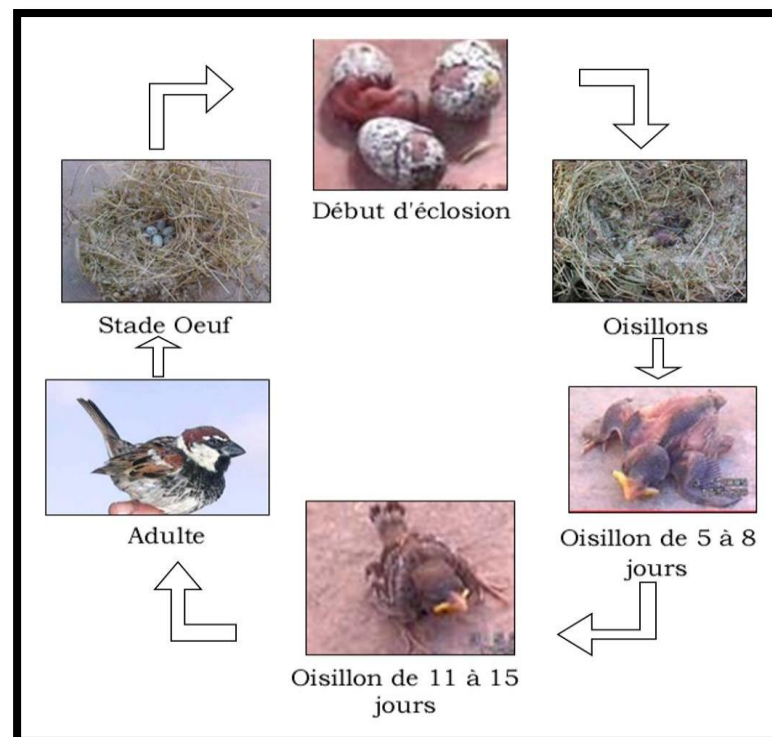 Début d'éclosion
Stade Oeuf
Oisillons
Adulte
Oisillon de 5 à 8
jours
Oisillon de 11 à 15
jours